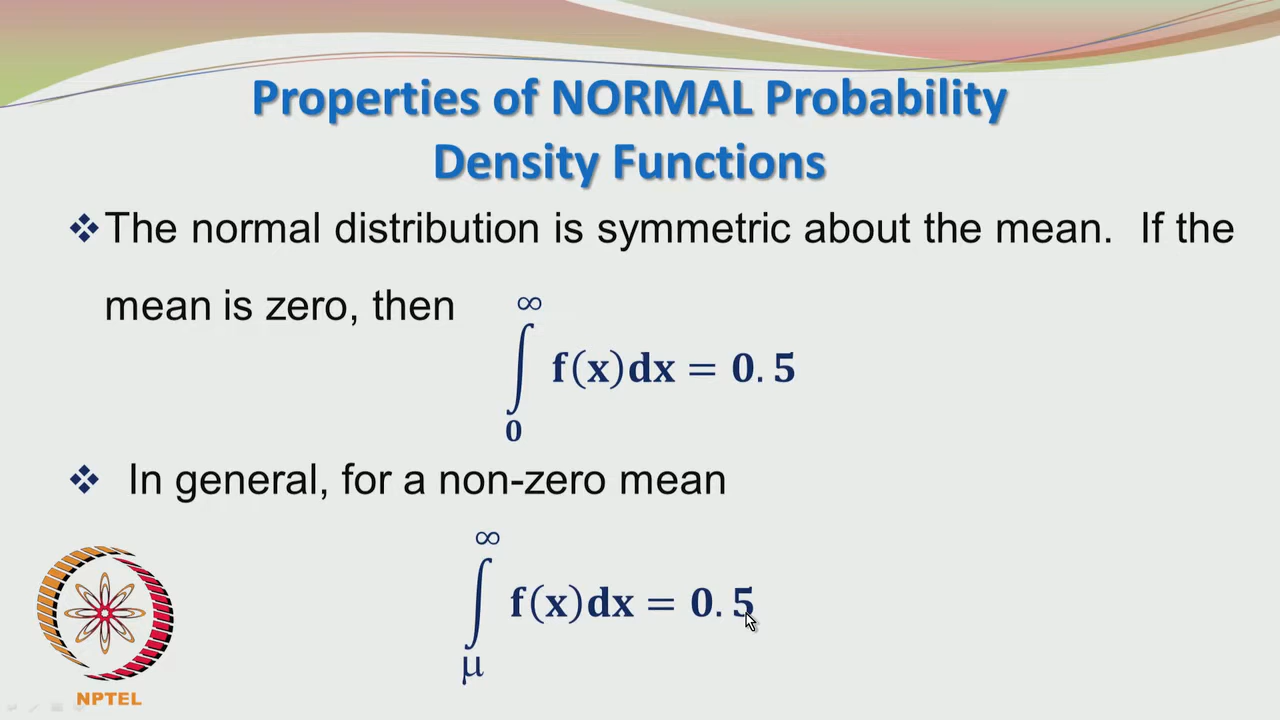 Properties of NORMAL Probability
Density Functions
❖The normal distribution is symmetric about the mean. If the
mean is zero, then
∞
∫ f(x)dx = 0.5
0
❖ In general, for a non-zero mean
∞
∫ f(x)dx = 0.5
μ
NPTEL